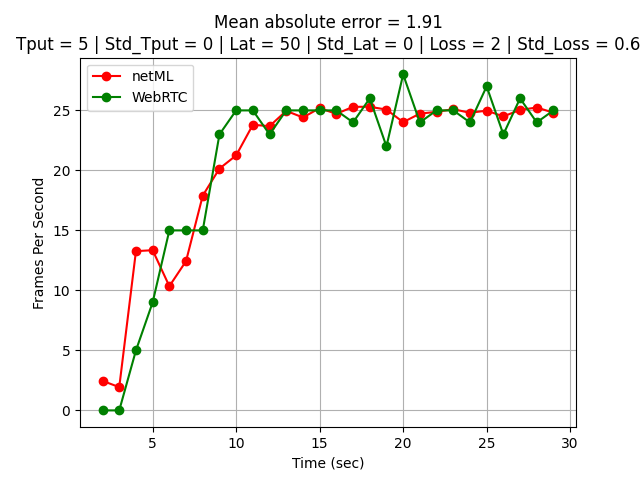 Mean absolute error = 1.91
Tput = 5 | Std_Tput = 0 | Lat = 50 | Std_Lat = 0 | Loss = 2 | Std_Loss = 0.6
netML
WebRTC
25
20
15
10
5
0
Frames Per Second
5 10 15 20 25 30
Time (sec)